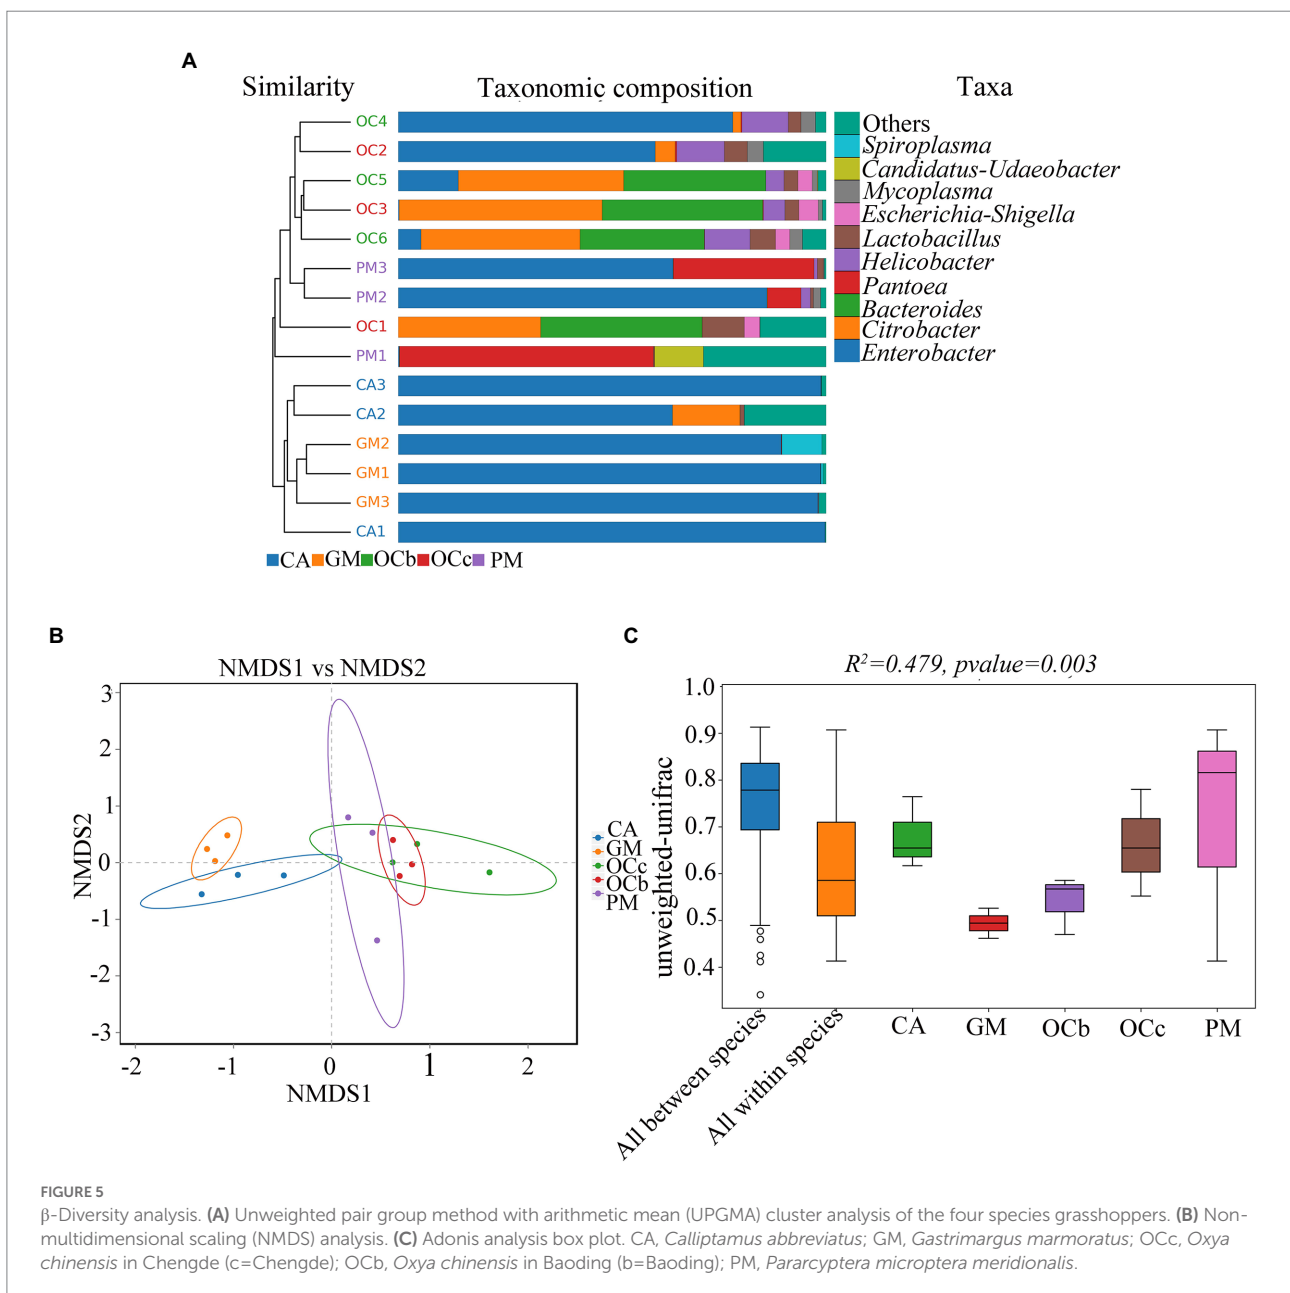 A
Similarity
Taxonomic composition
Taxa
OC4
OC2
OC5
OC3
OC6
PM3
PM2
OC1
PM1
CA3
CA2
GM2
GM1
GM3
CA1
Others
Spiroplasma
Candidatus-Udaeobacter
Mycoplasma
Escherichia-Shigella
Lactobacillus
Helicobacter
Pantoea
Bacteroides
Citrobacter
Enterobacter
CA GM OCb OCc PM
B
NMDS1 vs NMDS2
3
2
1
0
-1
-2
-3
NMDS2
-2 -1 0 1 2
NMDS1
CA
GM
OCc
OCb
PM
C
R²=0.479, pvalue=0.003
1.0
0.9
0.8
0.7
0.6
0.5
0.4
unweighted-unifrac
All between species
All within species
CA GM OCb OCc PM
FIGURE 5
β-Diversity analysis. (A) Unweighted pair group method with arithmetic mean (UPGMA) cluster analysis of the four species grasshoppers. (B) Non-
multidimensional scaling (NMDS) analysis. (C) Adonis analysis box plot. CA, Calliptamus abbreviatus; GM, Gastrimargus marmoratus; OCc, Oxya
chinensis in Chengde (c=Chengde); OCb, Oxya chinensis in Baoding (b=Baoding); PM, Pararcyptera microptera meridionalis.